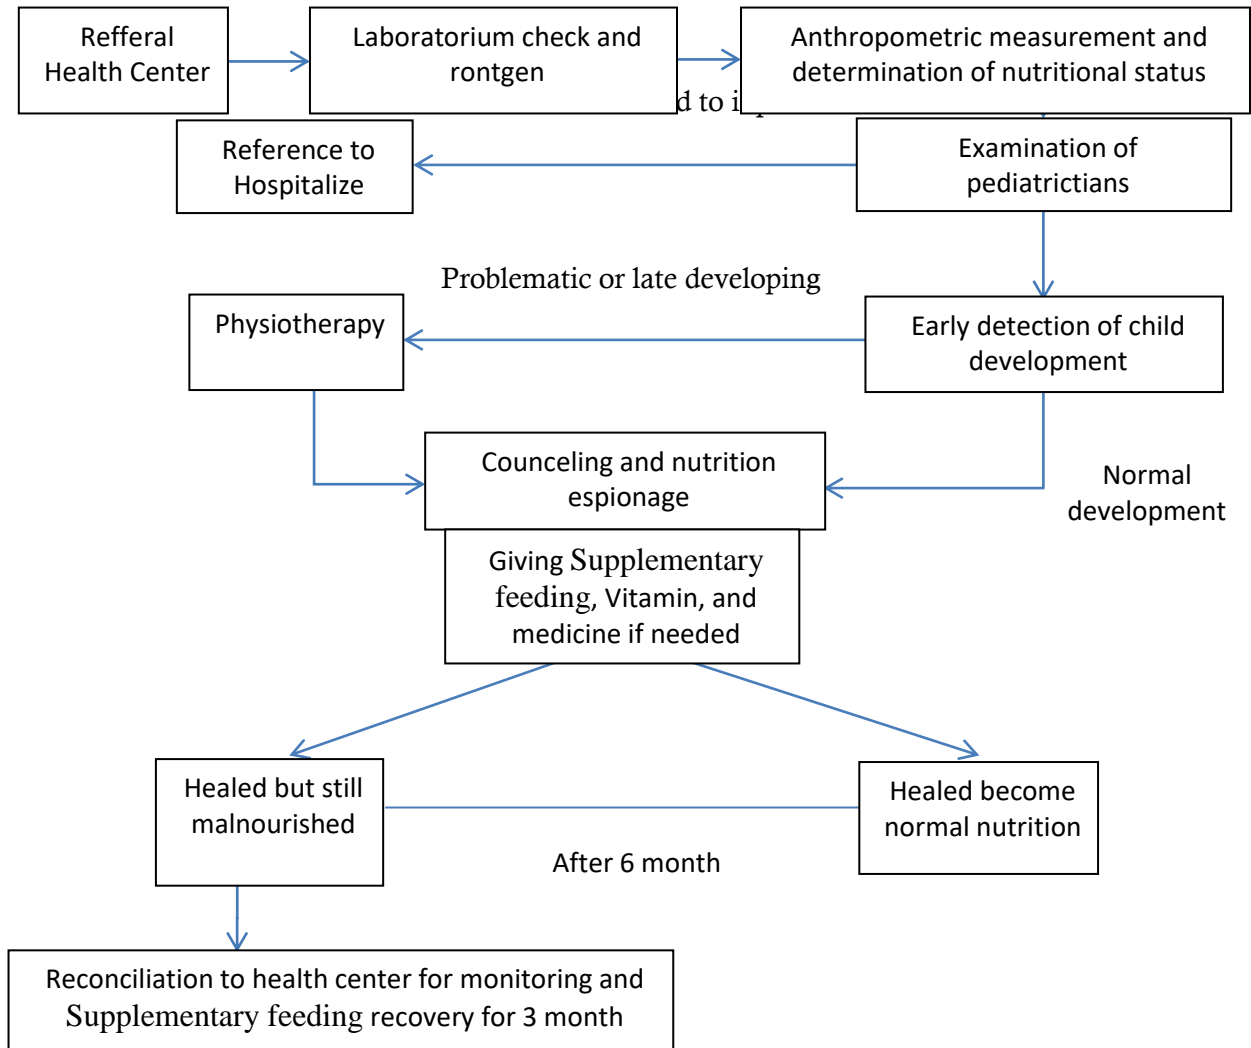 Refferal
Health Center
Laboratorium check and
rontgen
Anthropometric measurement and
determination of nutritional status
to
Reference to
Hospitalize
Examination of
pediatrictians
Problematic or late developing
Physiotherapy
Early detection of child
development
Counceling and nutrition
espionage
Normal
development
Giving Supplementary
feeding, Vitamin, and
medicine if needed
Healed but still
malnourished
Healed become
normal nutrition
After 6 month
Reconciliation to health center for monitoring and
Supplementary feeding recovery for 3 month